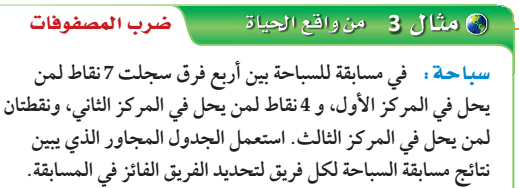 مثال 3 من واقع الحياة ضرب المصفوفات
سباحة: في مسابقة للسباحة بين أربع فرق سجلت 7 نقاط لمن
يحل في المركز الأول، و 4 نقاط لمن يحل في المركز الثاني، ونقطتان
لمن يحل في المركز الثالث. استعمل الجدول المجاور الذي يبين
نتائج مسابقة السباحة لكل فريق لتحديد الفريق الفائز في المسابقة.